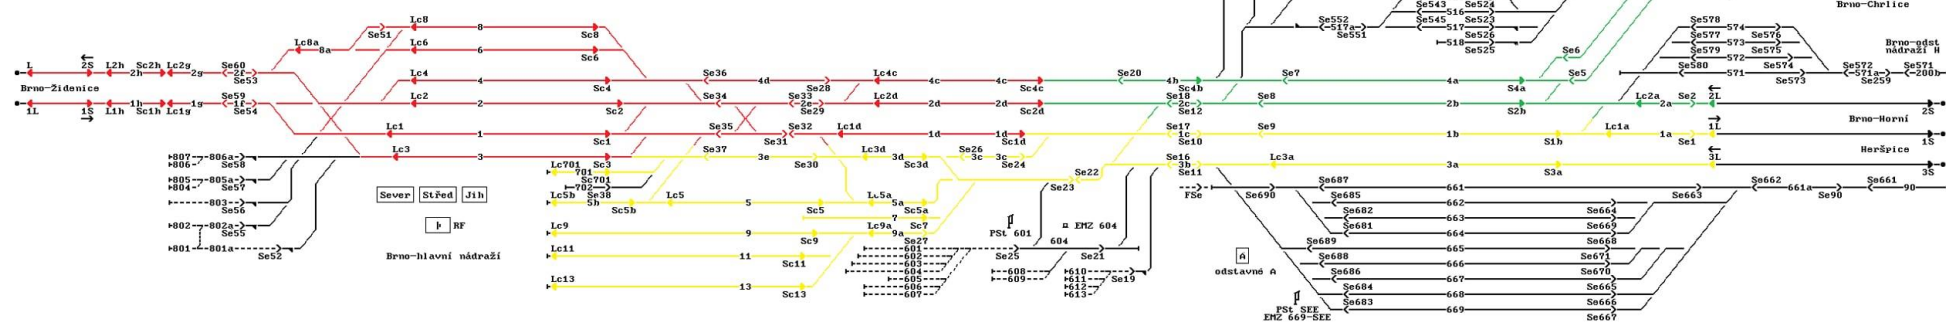 Brno-Chrlice
Se543 516 Se524
Se552 517a Se551 Se545 517 Se523
518 Se526 Se525
Se578 574
Se577 573 Se576
Se579 572 Se575
Se580 571 Se574 Se573
Se572 571a Se259 Se571 200b
Brno-odst
nádraží H
Lc8 8 Sc8
Se51
Lc8a 8a Lc6 6 Sc6
L 2S L2h 2h Sc2h Lc2g 2g Se60 2f Se53
Lc4 4 Sc4 Se36 4d Se28 Lc4c 4c 4c Sc4c Se20 4b Sc4b Se7 4a S4a Se5 Se6
Brno-Židenice
1L 1S L1h 1h Sc1h Lc1g 1g Se59 1f Se54
Lc2 2 Sc2 Se34 Se33 2e Se29 Lc2d 2d 2d Sc2d Se18 2c Se12 Se8 2b S2b Lc2a 2a Se2 2L 2S
Brno-Horní
Heršpice
Lc1 1 Sc1 Se35 Se31 Se32 Lc1d 1d 1d Sc1d Se17 1c Se10 Se9 1b S1b Lc1a 1a Se1 1L 1S
Lc3 3 Sc3 Se37 3e Se30 Lc3d 3d Sc3d Se26 3c 3c Se24
Se22 Se23 Se16 3b Se11 Lc3a 3a S3a 3L 3S
807 806a
806 Se58
805 805a
804 Se57
803 Se56
802 802a Se55
801 801a Se52
Sever Střed Jih
RF
Brno-hlavní nádraží
Lc701 701 Sc701
702 Se38
Lc5b 5b Sc5b Lc5 5 Sc5 Lc5a 5a Sc5a
7 Sc7
Lc9 9 Sc9 Lc9a 9a
Lc11 11 Sc11
Lc13 13 Sc13
Se27
601
602
603
604
605
606
607
PSt 601
EMZ 604
Se25 604 Se21
608
609
610
611
612
613
Se19
FSe Se690 Se687 661 Se663 Se662 661a Se90 Se661 90
Se685 662
Se682 663 Se664
Se681 664 Se669
Se689 665 Se668
Se688 666 Se671
Se686 667 Se670
Se684 668 Se665
Se683 669 Se666
Se667
A
odstavné A
PSt SEE
EMZ 669-SEE